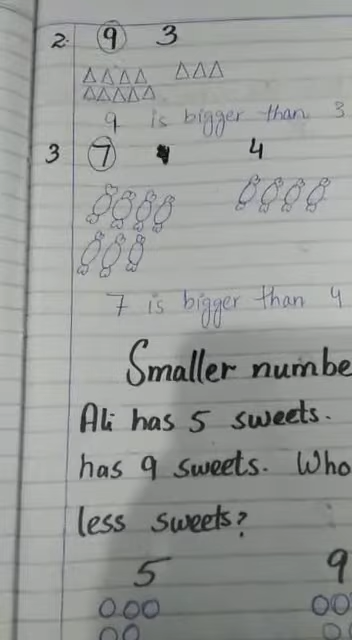 2. 9 3
9 is bigger than 3
3 7 4
7 is bigger than 4
Smaller numbe
Ali has 5 sweets.
has 9 sweets. Who
less sweets?
5 9